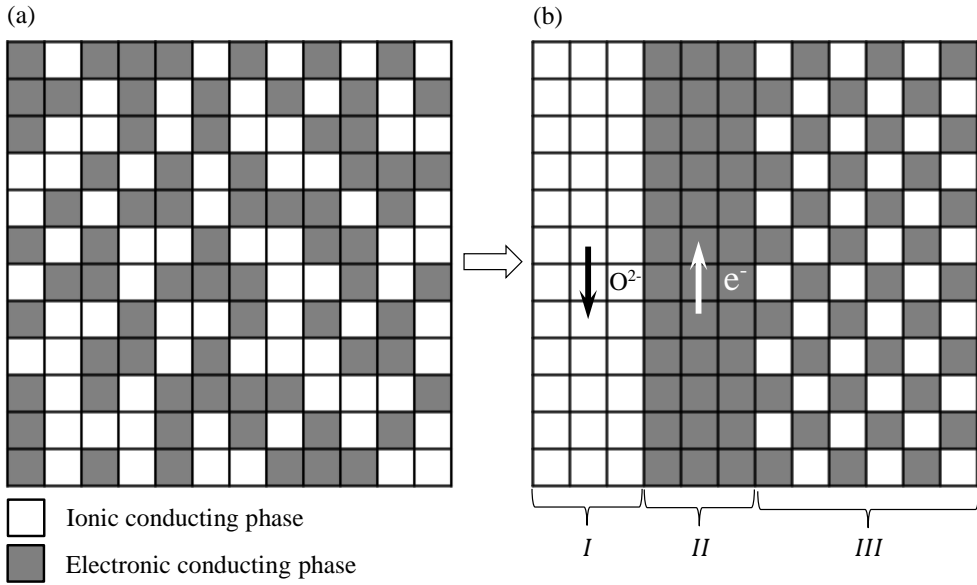 (a)
(b)
O²⁻
e⁻
I
II
III
Ionic conducting phase
Electronic conducting phase